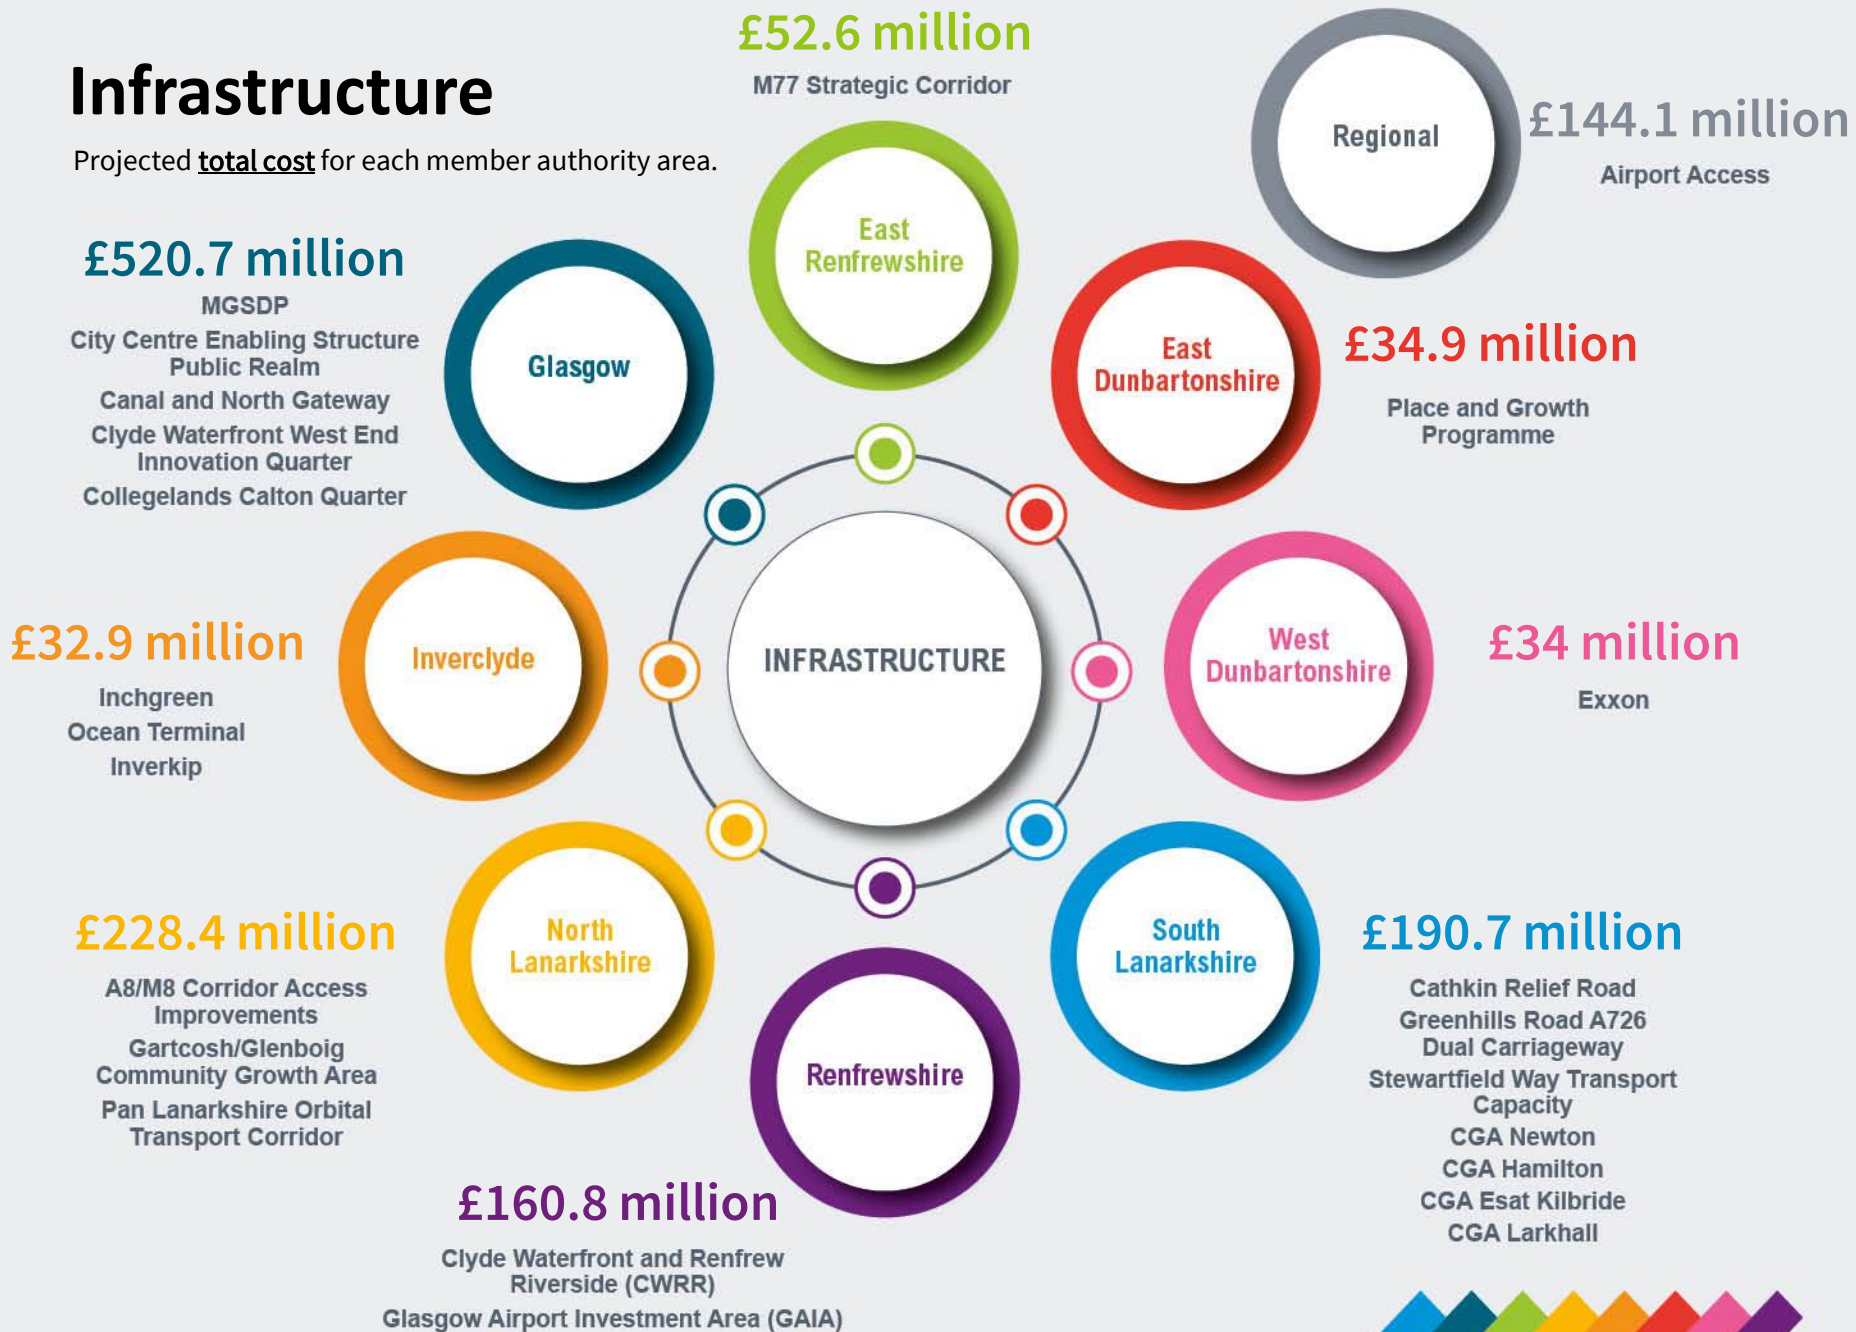 Infrastructure
Projected total cost for each member authority area.
£52.6 million
M77 Strategic Corridor
East
Renfrewshire
Regional
£144.1 million
Airport Access
£520.7 million
MGSDP
City Centre Enabling Structure
Public Realm
Canal and North Gateway
Clyde Waterfront West End
Innovation Quarter
Collegelands Calton Quarter
Glasgow
East
Dunbartonshire
£34.9 million
Place and Growth
Programme
£32.9 million
Inchgreen
Ocean Terminal
Inverkip
Inverclyde
INFRASTRUCTURE
West
Dunbartonshire
£34 million
Exxon
£228.4 million
A8/M8 Corridor Access
Improvements
Gartcosh/Glenboig
Community Growth Area
Pan Lanarkshire Orbital
Transport Corridor
North
Lanarkshire
South
Lanarkshire
£190.7 million
Cathkin Relief Road
Greenhills Road A726
Dual Carriageway
Stewartfield Way Transport
Capacity
CGA Newton
CGA Hamilton
CGA Esat Kilbride
CGA Larkhall
Renfrewshire
£160.8 million
Clyde Waterfront and Renfrew
Riverside (CWRR)
Glasgow Airport Investment Area (GAIA)